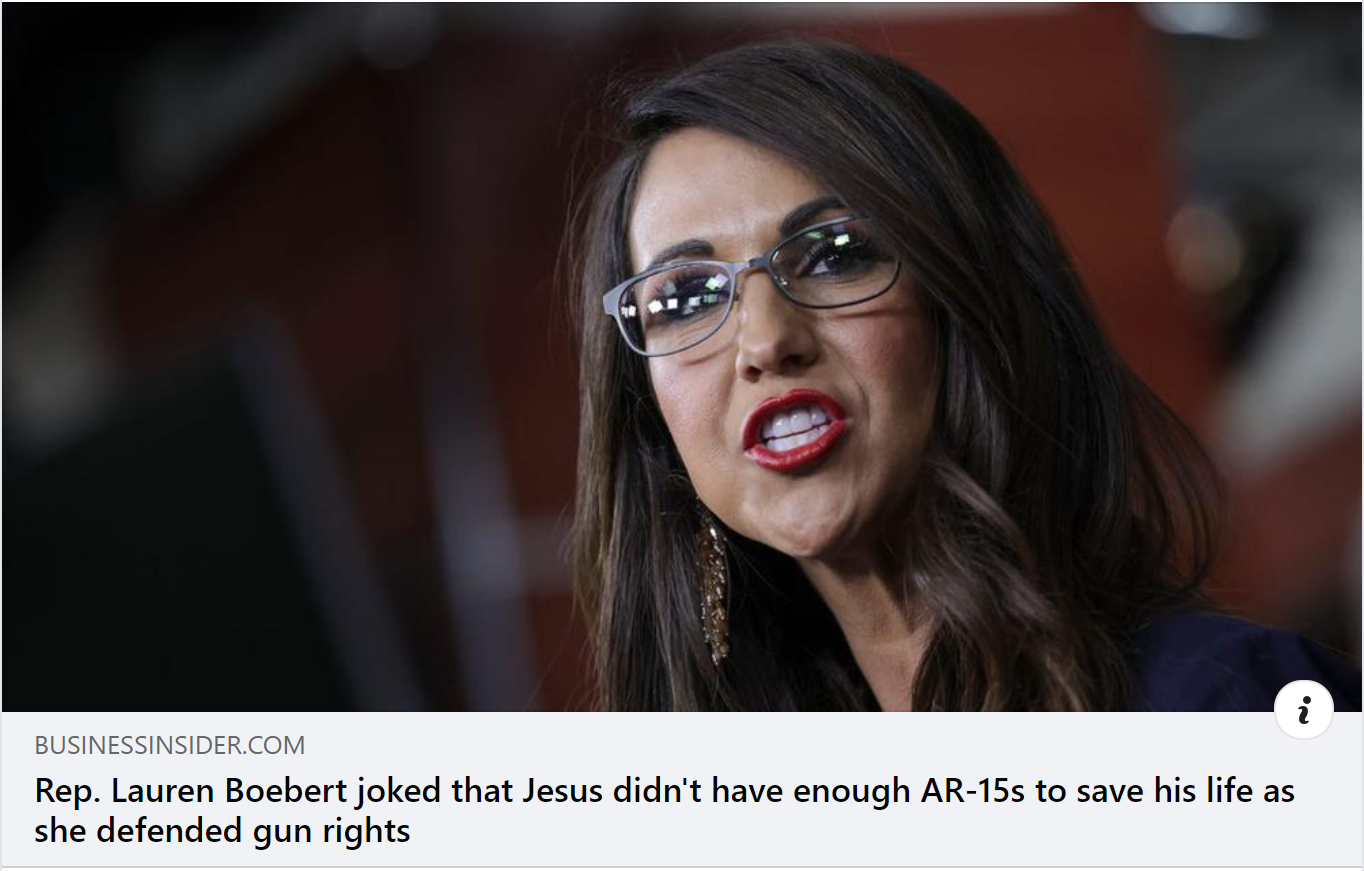 BUSINESSINSIDER.COM
Rep. Lauren Boebert joked that Jesus didn't have enough AR-15s to save his life as
she defended gun rights